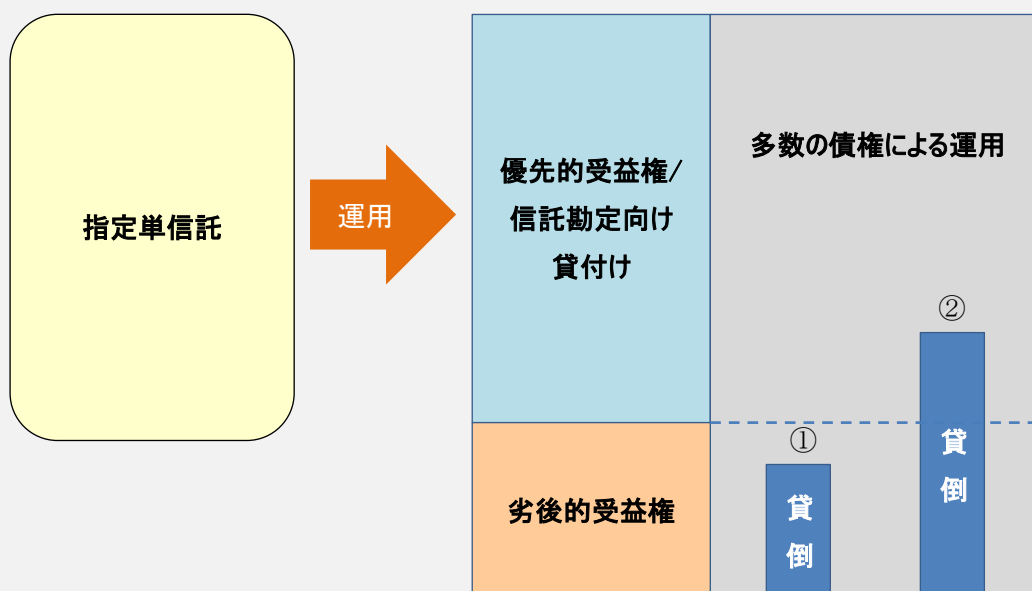 指定単信託
運用
優先的受益権/
信託勘定向け
貸付け
劣後的受益権
多数の債権による運用
①
貸
倒
②
貸
倒